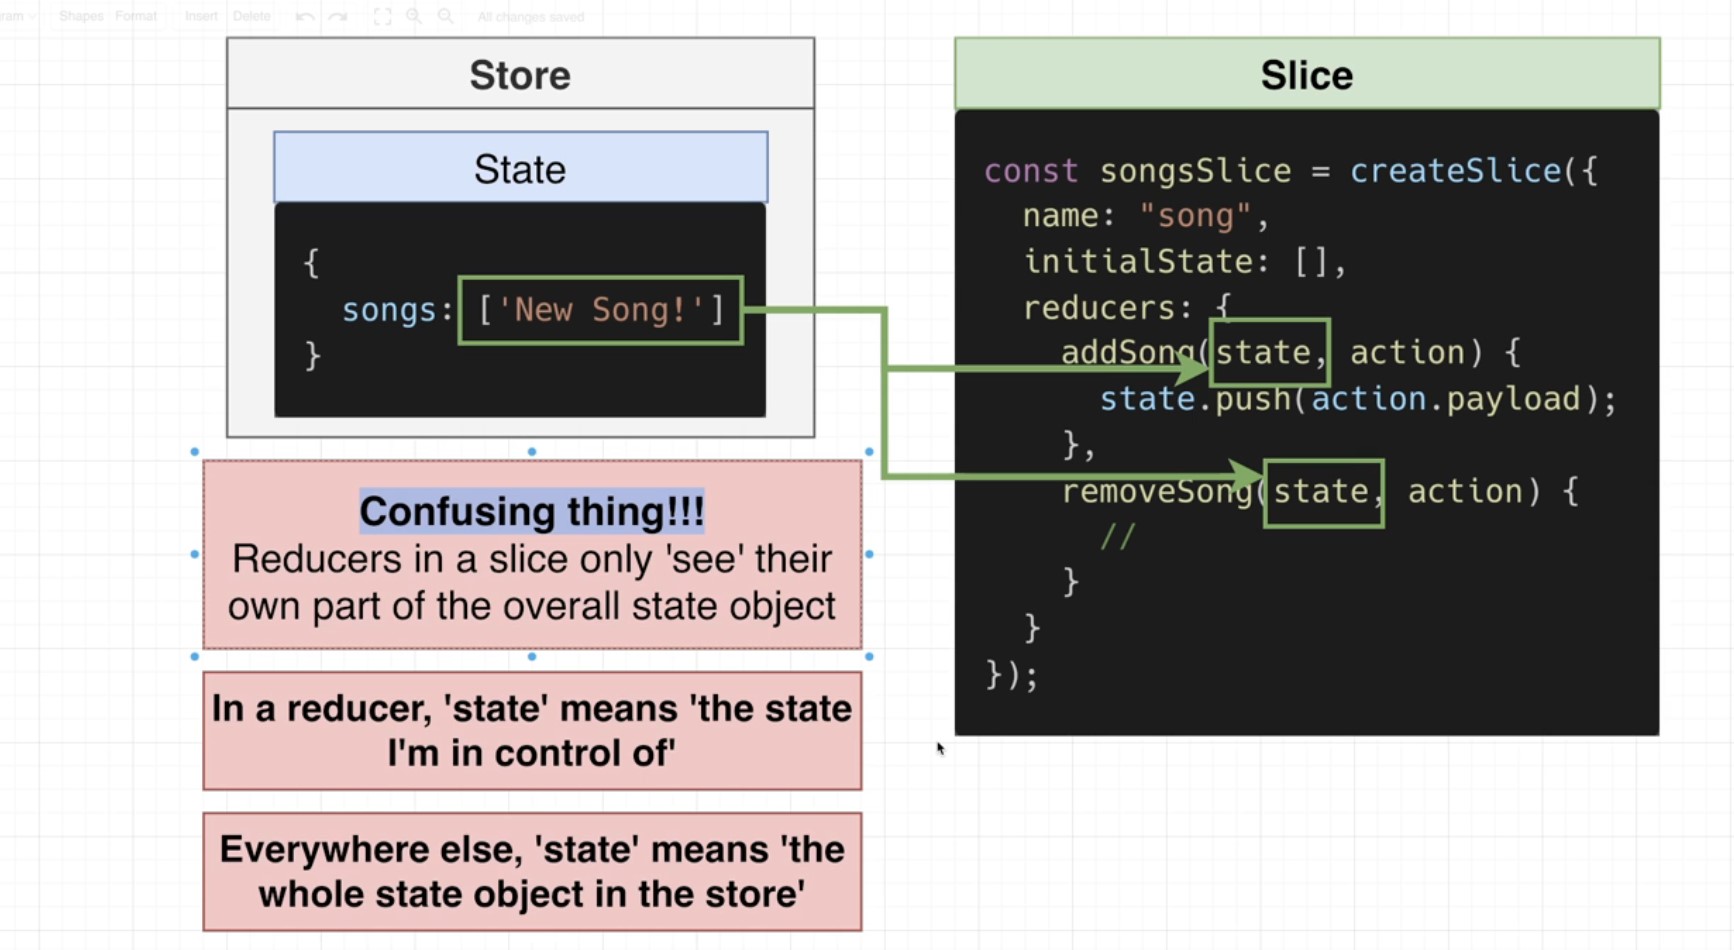 gram Shapes Format Insert Delete All changes saved
Store
State
{
songs: ['New Song!']
}
Confusing thing!!!
Reducers in a slice only 'see' their
own part of the overall state object
In a reducer, 'state' means 'the state
I'm in control of'
Everywhere else, 'state' means 'the
whole state object in the store'
Slice
const songsSlice = createSlice({
name: "song",
initialState: [],
reducers: {
addSong(state, action) {
state.push(action.payload);
},
removeSong(state, action) {
//
}
}
});